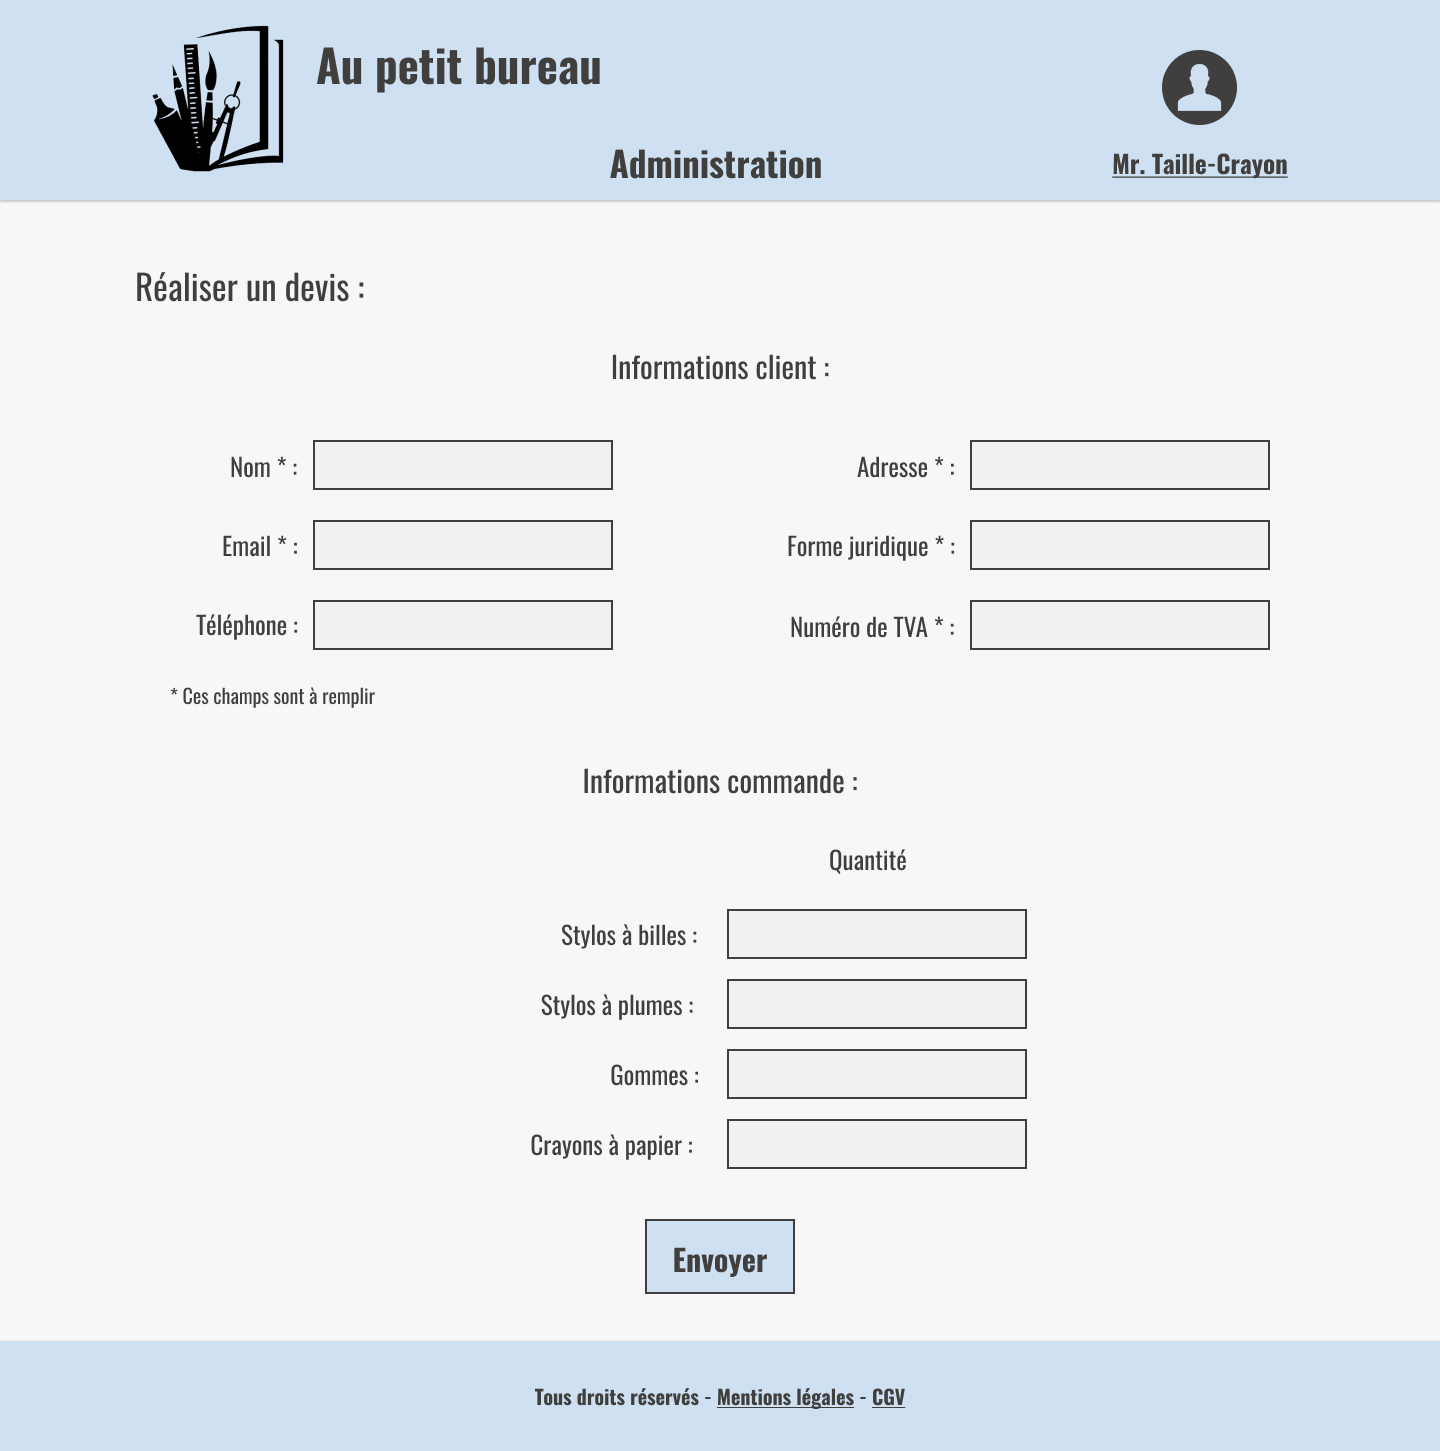 Au petit bureau
Administration
Mr. Taille-Crayon
Réaliser un devis :
Informations client :
Nom * :
Adresse * :
Email * :
Forme juridique * :
Téléphone :
Numéro de TVA * :
* Ces champs sont à remplir
Informations commande :
Quantité
Stylos à billes :
Stylos à plumes :
Gommes :
Crayons à papier :
Envoyer
Tous droits réservés - Mentions légales - CGV